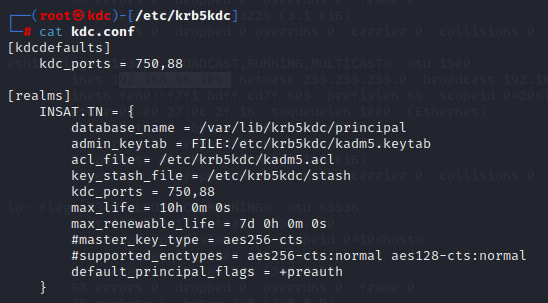 ┌──(root㉿kdc)-[/etc/krb5kdc]
└─# cat kdc.conf
[kdcdefaults]
    kdc_ports = 750,88

[realms]
    INSAT.TN = {
        database_name = /var/lib/krb5kdc/principal
        admin_keytab = FILE:/etc/krb5kdc/kadm5.keytab
        acl_file = /etc/krb5kdc/kadm5.acl
        key_stash_file = /etc/krb5kdc/stash
        kdc_ports = 750,88
        max_life = 10h 0m 0s
        max_renewable_life = 7d 0h 0m 0s
        #master_key_type = aes256-cts
        #supported_enctypes = aes256-cts:normal aes128-cts:normal
        default_principal_flags = +preauth
    }